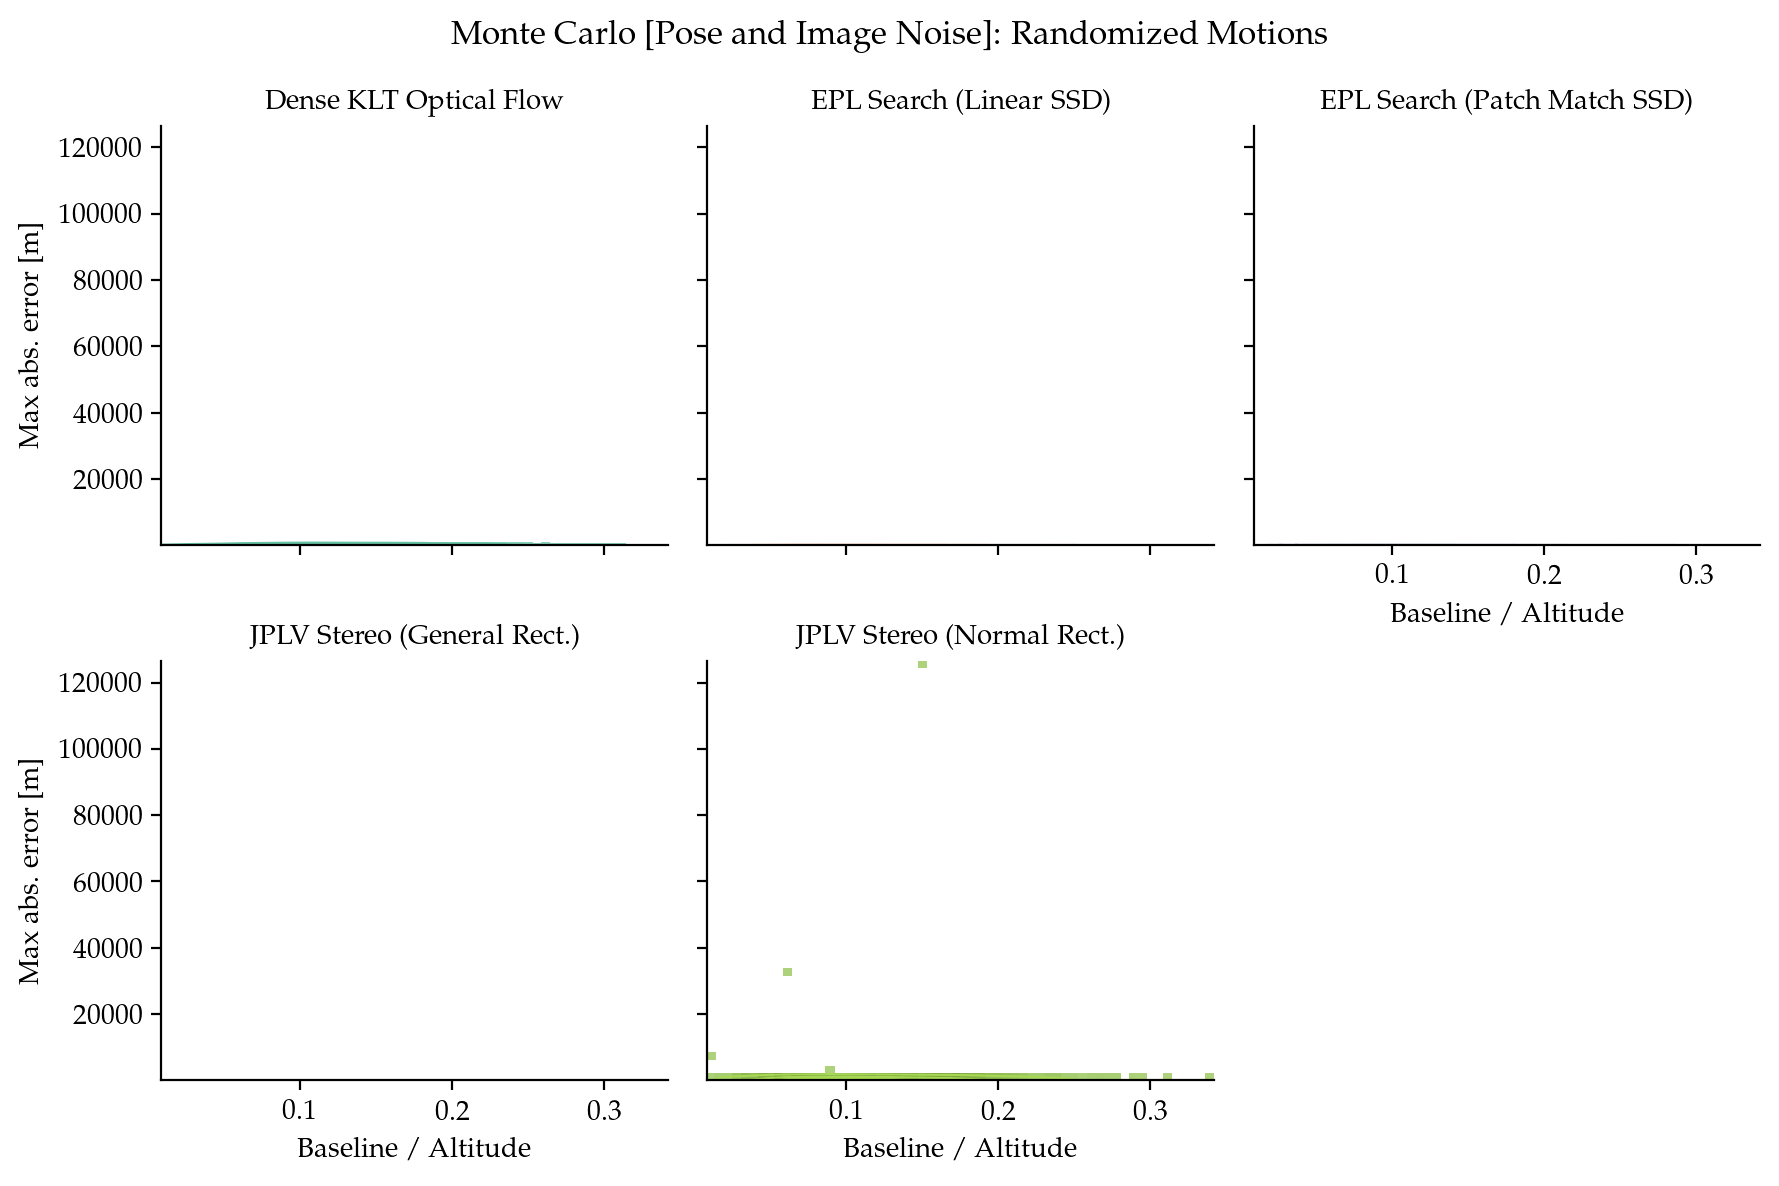 Monte Carlo [Pose and Image Noise]: Randomized Motions
Dense KLT Optical Flow
EPL Search (Linear SSD)
EPL Search (Patch Match SSD)
120000
100000
80000
60000
40000
20000
Max abs. error [m]
0.1 0.2 0.3
Baseline / Altitude
JPLV Stereo (General Rect.)
JPLV Stereo (Normal Rect.)
120000
100000
80000
60000
40000
20000
Max abs. error [m]
0.1 0.2 0.3
Baseline / Altitude
0.1 0.2 0.3
Baseline / Altitude